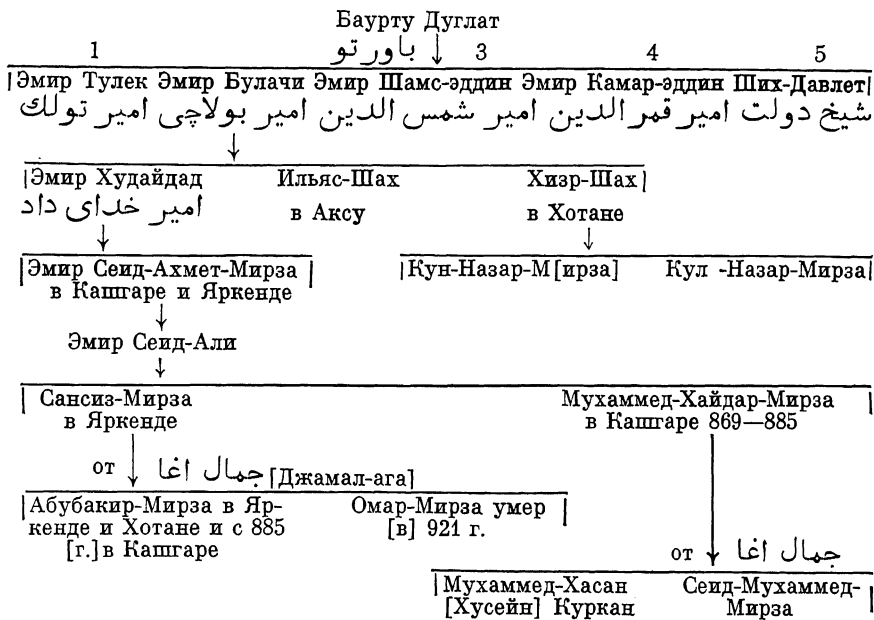 Баурту Дуглат
1 باورتو 3 4 5
Эмир Тулек Эмир Булачи Эмир Шамс-эддин Эмир Камар-эддин Ших-Давлет
شیخ دولت امیر قمرالدین امیر شمس الدین امیر بولاچی امیر تولك
Эмир Худайдад Ильяс-Шах Хизр-Шах
امیر خدای داد в Аксу в Хотане
Эмир Сеид-Ахмет-Мирза Кун-Назар-М[ирза] Кул -Назар-Мирза
в Кашгаре и Яркенде
Эмир Сеид-Али
Сансиз-Мирза Мухаммед-Хайдар-Мирза
в Яркенде в Кашгаре 869—885
от جمال اغا [Джамал-ага]
Абубакир-Мирза в Яр- Омар-Мирза умер
кенде и Хотане и с 885 [в] 921 г.
[г.] в Кашгаре
от جمال اغا
Мухаммед-Хасан Сеид-Мухаммед-
[Хусейн] Куркан Мирза